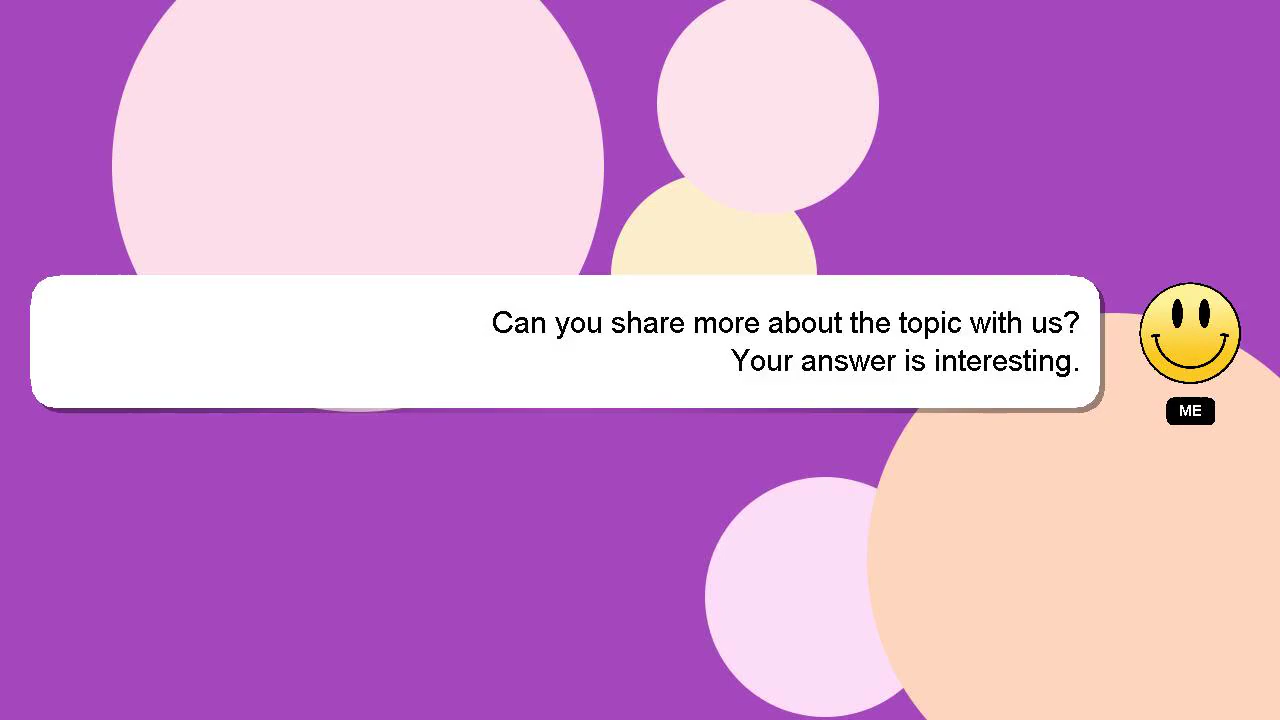 Can you share more about the topic with us?
Your answer is interesting.
ME